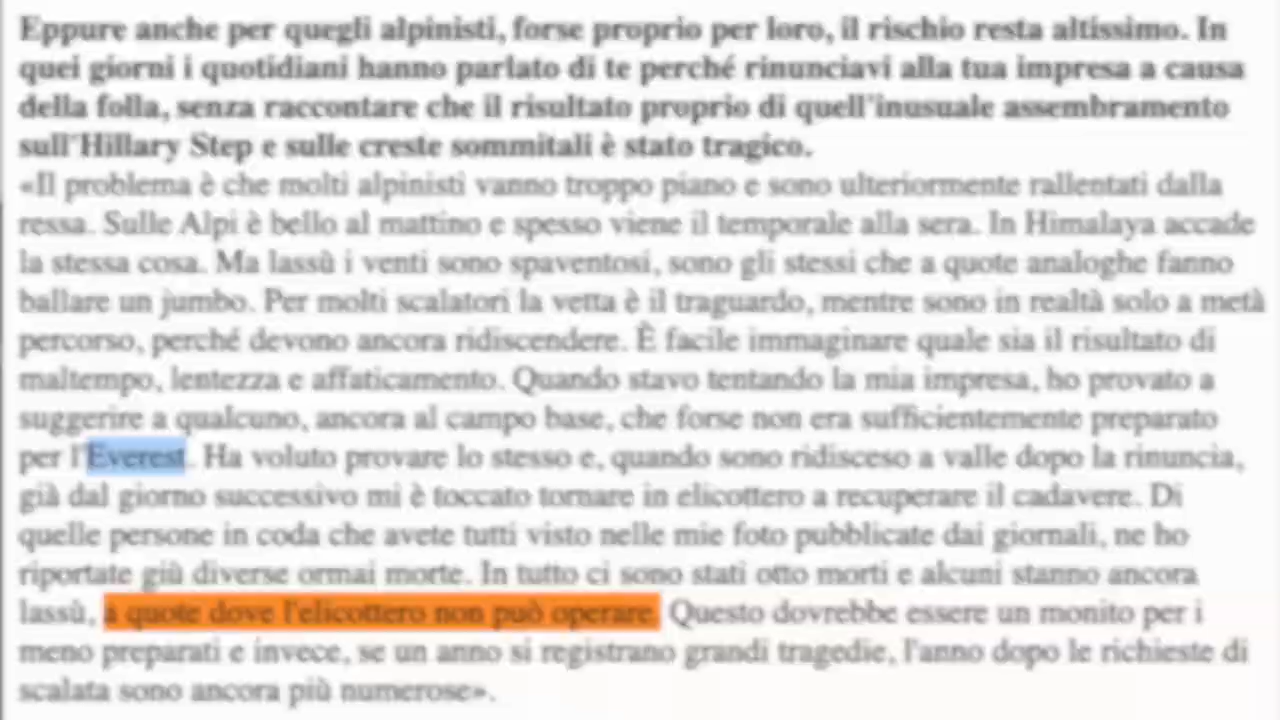 Eppure anche per quegli alpinisti, forse proprio per loro, il rischio resta altissimo. In
quei giorni i quotidiani hanno parlato di te perché rinunciavi alla tua impresa a causa
della folla, senza raccontare che il risultato proprio di quell'inusuale assembramento
sull'Hillary Step e sulle creste sommitali è stato tragico.
«Il problema è che molti alpinisti vanno troppo piano e sono ulteriormente rallentati dalla
ressa. Sulle Alpi è bello al mattino e spesso viene il temporale alla sera. In Himalaya accade
la stessa cosa. Ma lassù i venti sono spaventosi, sono gli stessi che a quote analoghe fanno
ballare un jumbo. Per molti scalatori la vetta è il traguardo, mentre sono in realtà solo a metà
percorso, perché devono ancora ridiscendere. È facile immaginare quale sia il risultato di
maltempo, lentezza e affaticamento. Quando stavo tentando la mia impresa, ho provato a
suggerire a qualcuno, ancora al campo base, che forse non era sufficientemente preparato
per l'Everest. Ha voluto provare lo stesso e, quando sono ridisceso a valle dopo la rinuncia,
già dal giorno successivo mi è toccato tornare in elicottero a recuperare il cadavere. Di
quelle persone in coda che avete tutti visto nelle mie foto pubblicate dai giornali, ne ho
riportate giù diverse ormai morte. In tutto ci sono stati otto morti e alcuni stanno ancora
lassù, a quote dove l'elicottero non può operare. Questo dovrebbe essere un monito per i
meno preparati e invece, se un anno si registrano grandi tragedie, l'anno dopo le richieste di
scalata sono ancora più numerose».